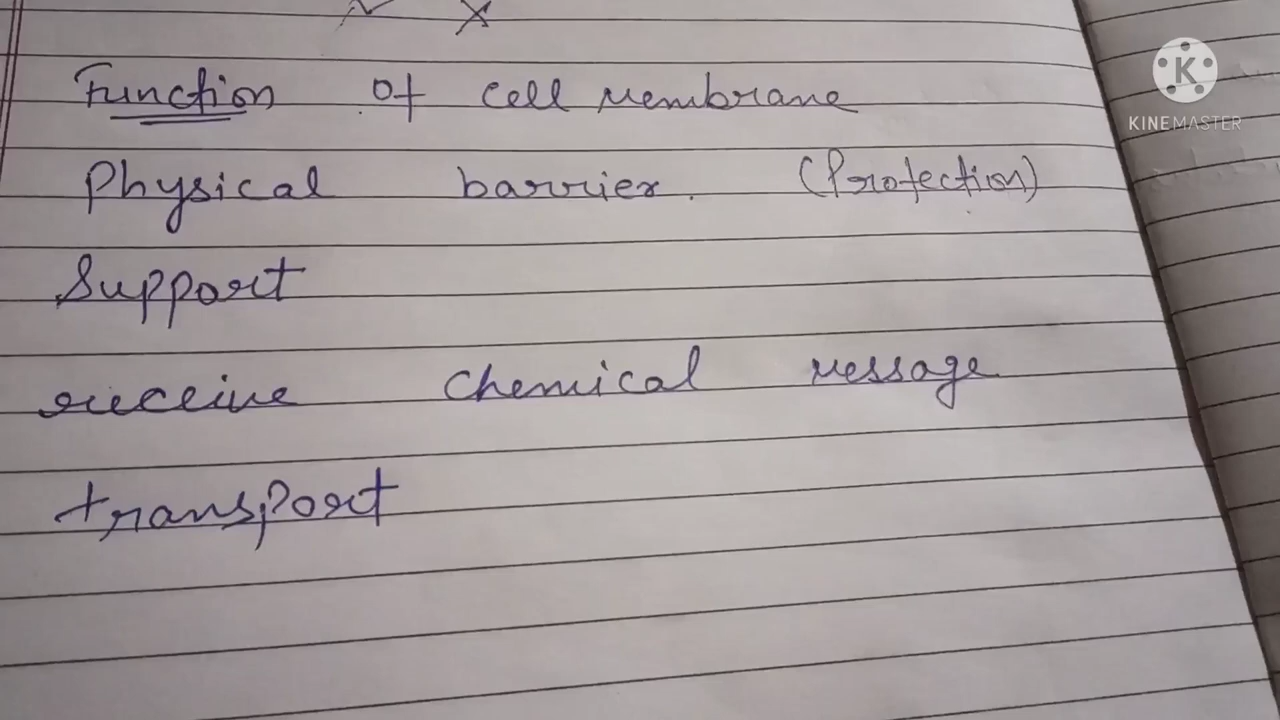 Function of cell membrane
Physical barrier. (Protection)
Support
receive chemical message
transport
KINEMASTER